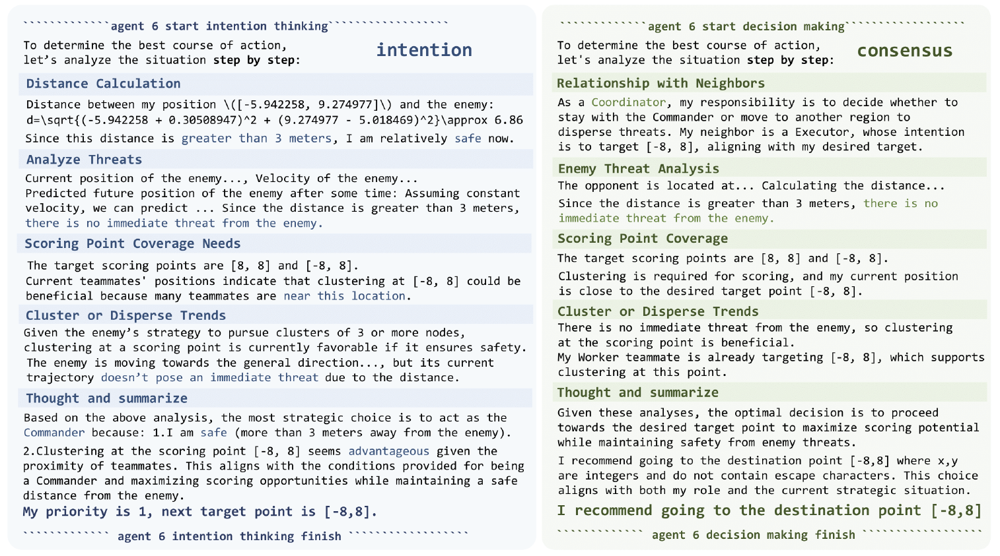 `````````````agent 6 start intention thinking``````````````````
To determine the best course of action,
let’s analyze the situation step by step:
intention
Distance Calculation
Distance between my position \([-5.942258, 9.274977]\) and the enemy:
d=\sqrt{(-5.942258 + 0.30508947)^2 + (9.274977 - 5.018469)^2}\approx 6.86
Since this distance is greater than 3 meters, I am relatively safe now.
Analyze Threats
Current position of the enemy..., Velocity of the enemy...
Predicted future position of the enemy after some time: Assuming constant
velocity, we can predict ... Since the distance is greater than 3 meters,
there is no immediate threat from the enemy.
Scoring Point Coverage Needs
The target scoring points are [8, 8] and [-8, 8].
Current teammates' positions indicate that clustering at [-8, 8] could be
beneficial because many teammates are near this location.
Cluster or Disperse Trends
Given the enemy’s strategy to pursue clusters of 3 or more nodes,
clustering at a scoring point is currently favorable if it ensures safety.
The enemy is moving towards the general direction..., but its current
trajectory doesn’t pose an immediate threat due to the distance.
Thought and summarize
Based on the above analysis, the most strategic choice is to act as the
Commander because: 1.I am safe (more than 3 meters away from the enemy).
2.Clustering at the scoring point [-8, 8] seems advantageous given the
proximity of teammates. This aligns with the conditions provided for being
a Commander and maximizing scoring opportunities while maintaining a safe
distance from the enemy.
My priority is 1, next target point is [-8,8].
````````````` agent 6 intention thinking finish ``````````````````
`````````````agent 6 start decision making``````````````````
To determine the best course of action,
let's analyze the situation step by step:
consensus
Relationship with Neighbors
As a Coordinator, my responsibility is to decide whether to
stay with the Commander or move to another region to
disperse threats. My neighbor is a Executor, whose intention
is to target [-8, 8], aligning with my desired target.
Enemy Threat Analysis
The opponent is located at... Calculating the distance...
Since the distance is greater than 3 meters, there is no
immediate threat from the enemy.
Scoring Point Coverage
The target scoring points are [8, 8] and [-8, 8].
Clustering is required for scoring, and my current position
is close to the desired target point [-8, 8].
Cluster or Disperse Trends
There is no immediate threat from the enemy, so clustering
at the scoring point is beneficial.
My Worker teammate is already targeting [-8, 8], which supports
clustering at this point.
Thought and summarize
Given these analyses, the optimal decision is to proceed
towards the desired target point to maximize scoring potential
while maintaining safety from enemy threats.
I recommend going to the destination point [-8,8] where x,y
are integers and do not contain escape characters. This choice
aligns with both my role and the current strategic situation.
I recommend going to the destination point [-8,8]
````````````` agent 6 decision making finish ``````````````````